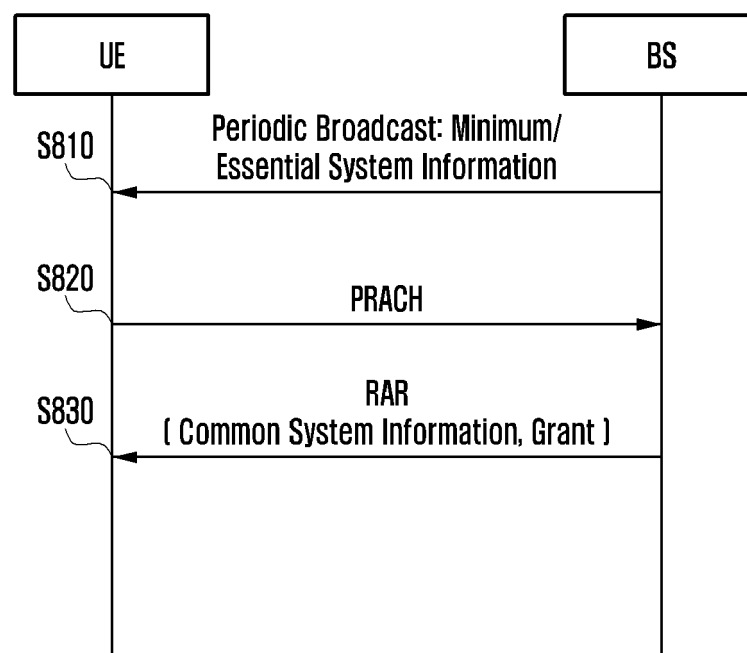 UE
BS
S810
Periodic Broadcast: Minimum/
Essential System Information
S820
PRACH
S830
RAR
( Common System Information, Grant )